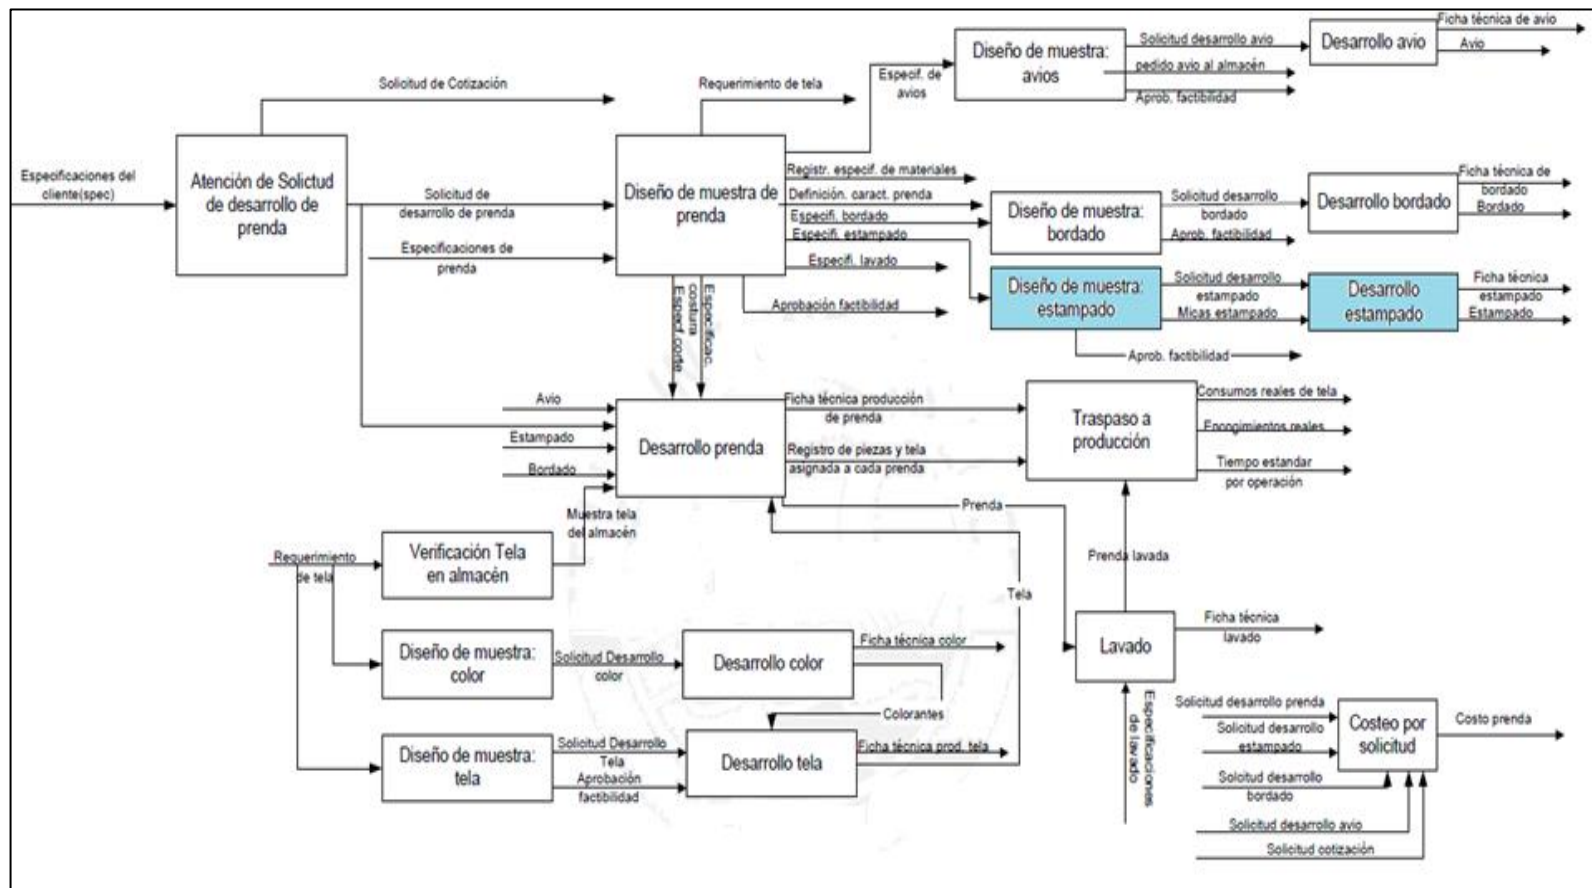 Ficha técnica de avio
Solicitud desarrollo avio
Desarrollo avio
Avio
Diseño de muestra:
avios
pedido avio al almacén
Aprob. factibilidad
Especif. de
avios
Solicitud de Cotización
Requerimiento de tela
Especificaciones del
cliente(spec)
Atención de Solictud
de desarrollo de
prenda
Solicitud de
desarrollo de prenda
Especificaciones de
prenda
Diseño de muestra de
prenda
Registr. especif. de materiales
Definición. caract. prenda
Especifi. bordado
Especifi. estampado
Especifi. lavado
Aprobación factibilidad
Diseño de muestra:
bordado
Solicitud desarrollo
bordado
Aprob. factibilidad
Desarrollo bordado
Ficha técnica de
bordado
Bordado
Diseño de muestra:
estampado
Solicitud desarrollo
estampado
Micas estampado
Aprob. factibilidad
Desarrollo
estampado
Ficha técnica
estampado
Estampado
Especificac.
costura
Especf corte
Avio
Estampado
Bordado
Muestra tela
del almacén
Desarrollo prenda
Ficha técnica producción
de prenda
Registro de piezas y tela
asignada a cada prenda
Prenda
Traspaso a
producción
Consumos reales de tela
Encogimientos reales
Tiempo estandar
por operación
Requerimiento
de tela
Verificación Tela
en almacén
Prenda lavada
Tela
Diseño de muestra:
color
Solicitud Desarrollo
color
Desarrollo color
Ficha técnica color
Colorantes
Lavado
Ficha técnica
lavado
Especificaciones
de lavado
Diseño de muestra:
tela
Solicitud Desarrollo
Tela
Aprobación
factibilidad
Desarrollo tela
Ficha técnica prod. tela
Solicitud desarrollo prenda
Solicitud desarrollo
estampado
Solcitud desarrollo
bordado
Solicitud desarrollo avio
Solicitud cotización
Costeo por
solicitud
Costo prenda